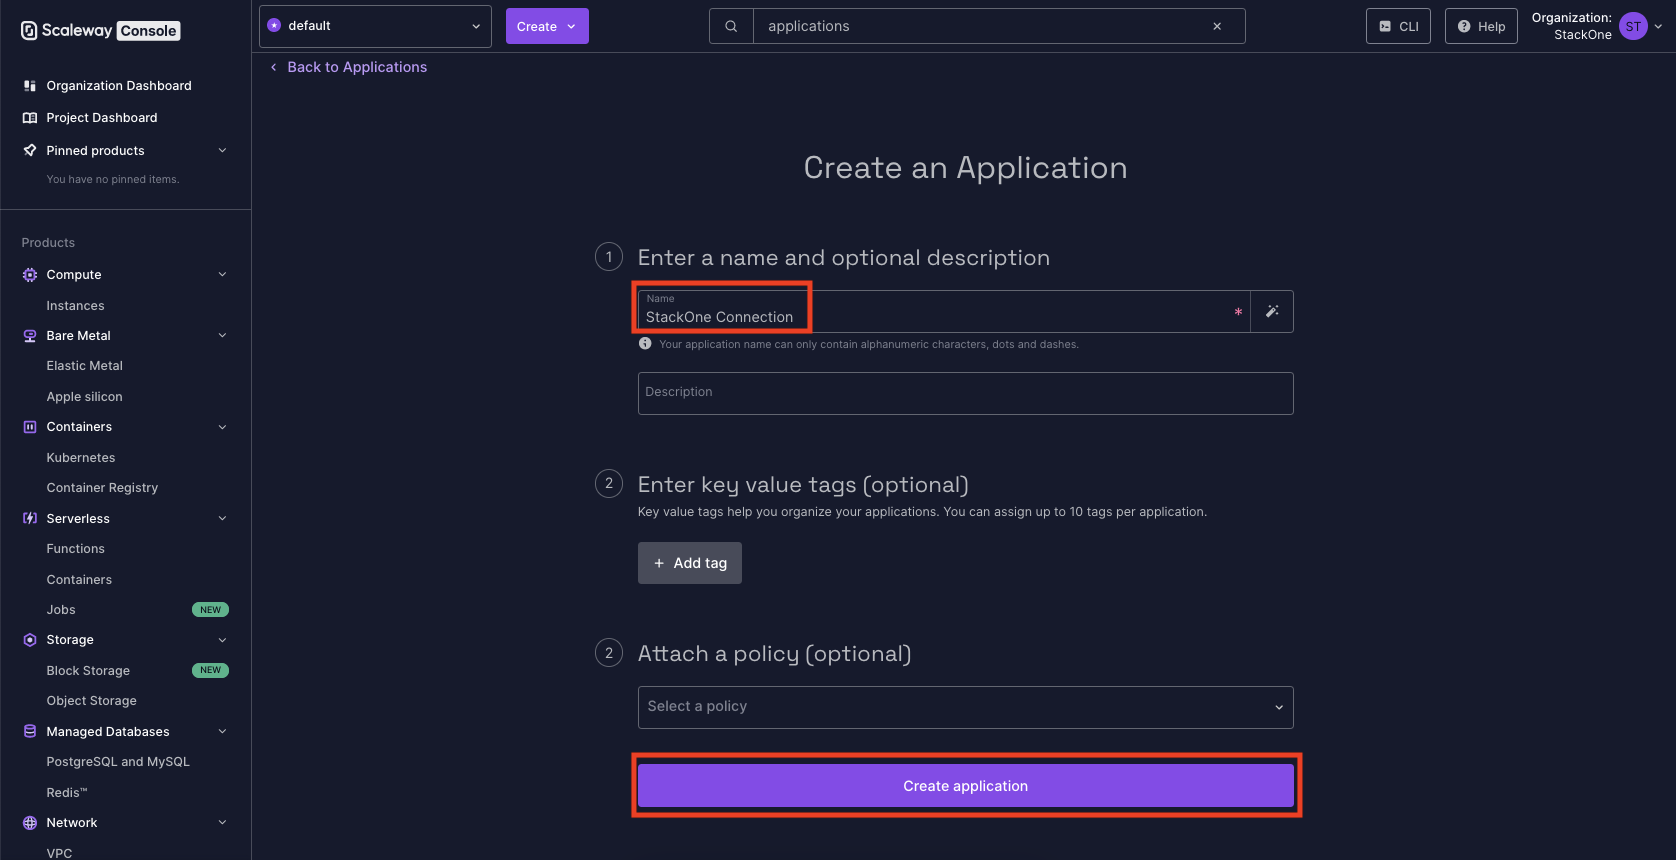 Scaleway Console
default
Create
applications
CLI
Help
Organization:
StackOne
ST
Back to Applications
Organization Dashboard
Project Dashboard
Pinned products
You have no pinned items.
Products
Compute
Instances
Bare Metal
Elastic Metal
Apple silicon
Containers
Kubernetes
Container Registry
Serverless
Functions
Containers
Jobs NEW
Storage
Block Storage NEW
Object Storage
Managed Databases
PostgreSQL and MySQL
Redis™
Network
VPC
Create an Application
1 Enter a name and optional description
Name
StackOne Connection *
Your application name can only contain alphanumeric characters, dots and dashes.
Description
2 Enter key value tags (optional)
Key value tags help you organize your applications. You can assign up to 10 tags per application.
+ Add tag
2 Attach a policy (optional)
Select a policy
Create application